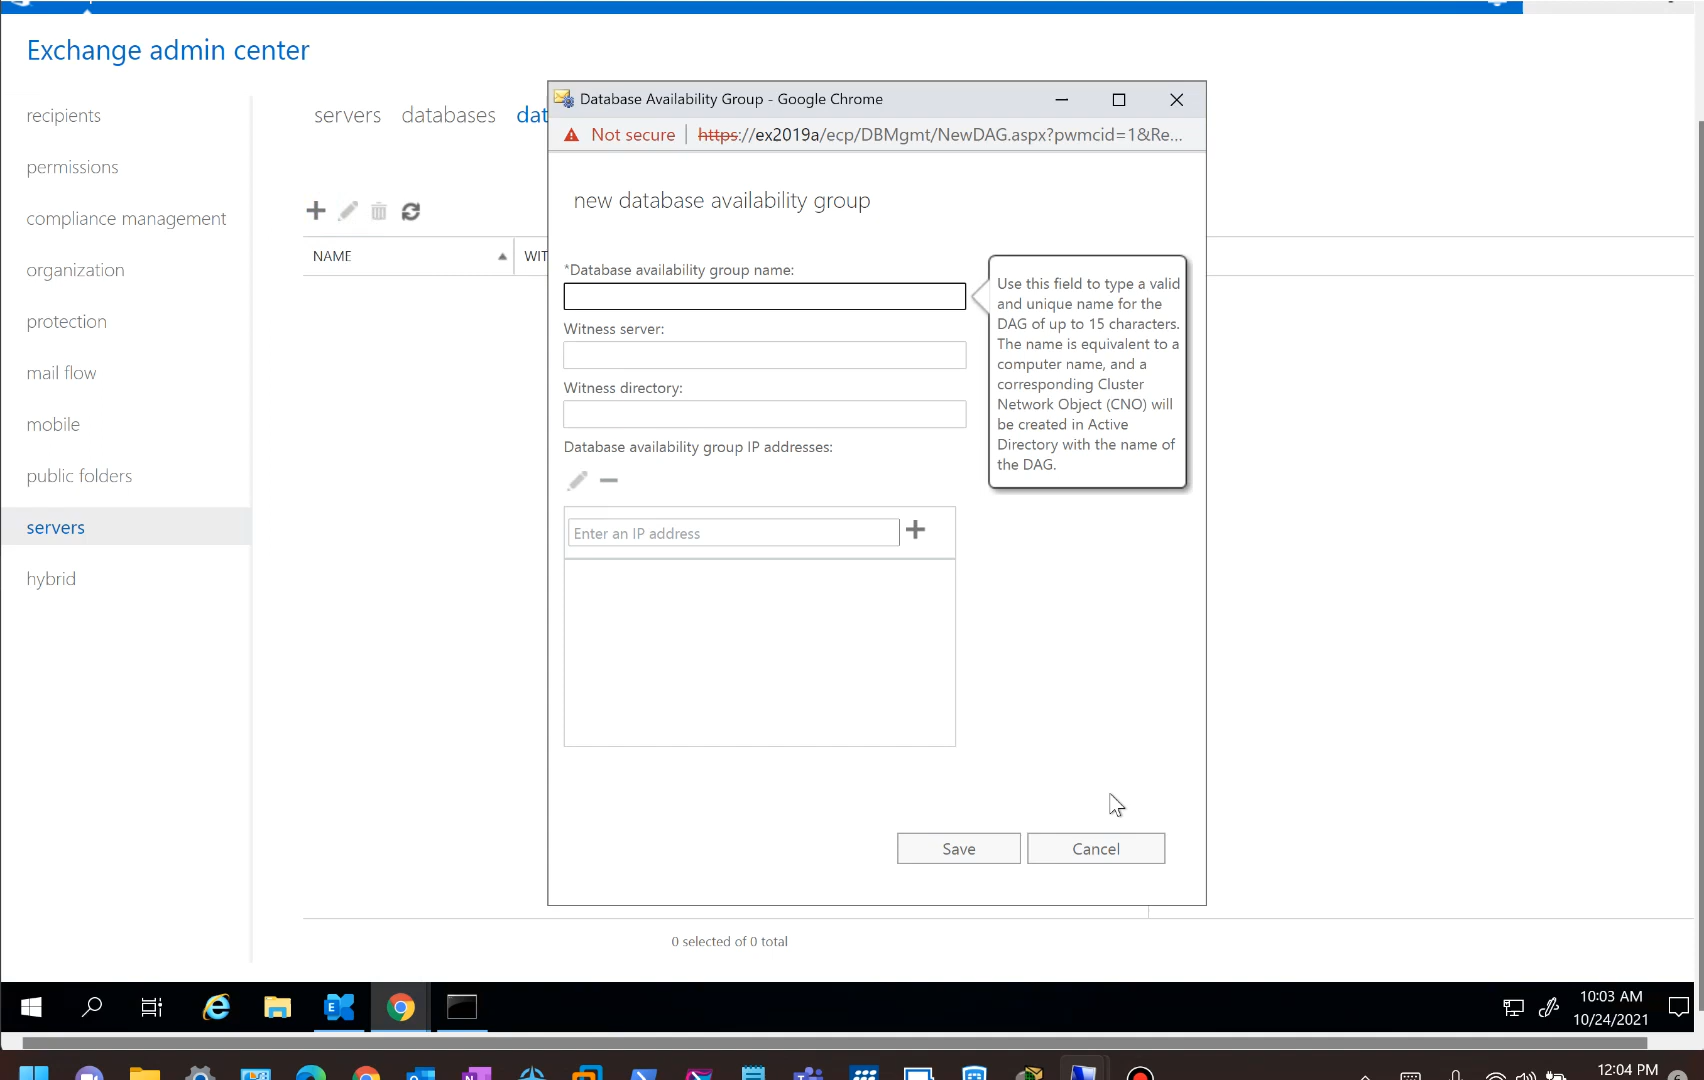 Exchange admin center
Database Availability Group - Google Chrome
Not secure
https://ex2019a/ecp/DBMgmt/NewDAG.aspx?pwmcid=1&Re...
recipients
permissions
compliance management
organization
protection
mail flow
mobile
public folders
servers
hybrid
servers databases dat
NAME
WIT
new database availability group
*Database availability group name:
Witness server:
Witness directory:
Database availability group IP addresses:
Enter an IP address
Use this field to type a valid
and unique name for the
DAG of up to 15 characters.
The name is equivalent to a
computer name, and a
corresponding Cluster
Network Object (CNO) will
be created in Active
Directory with the name of
the DAG.
Save
Cancel
0 selected of 0 total
10:03 AM
10/24/2021
12:04 PM